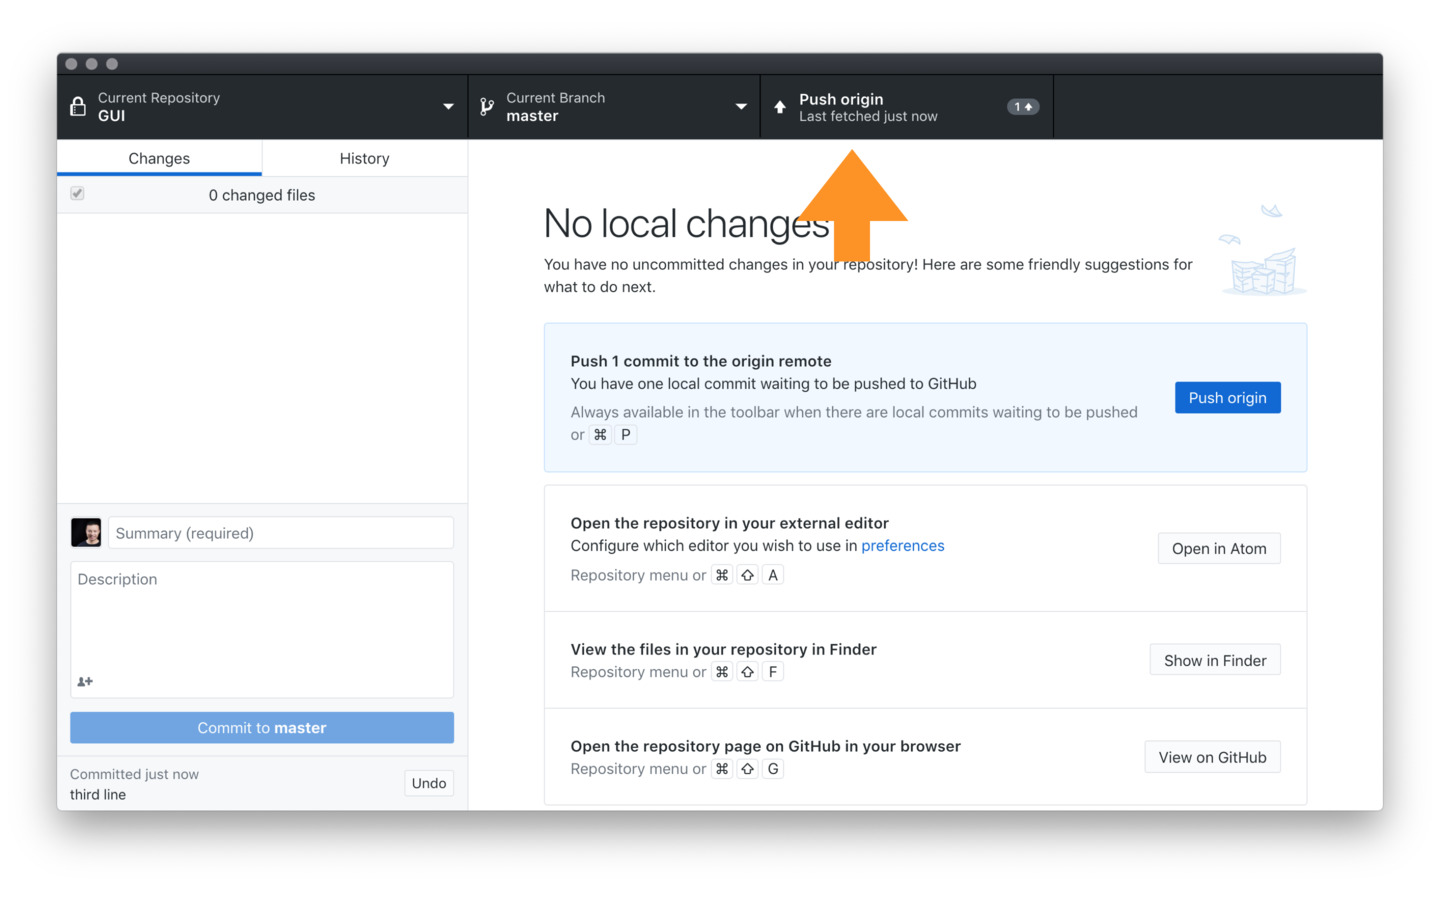 Current Repository
GUI
Current Branch
master
Push origin
Last fetched just now
1
Changes
History
0 changed files
No local changes
You have no uncommitted changes in your repository! Here are some friendly suggestions for
what to do next.
Push 1 commit to the origin remote
You have one local commit waiting to be pushed to GitHub
Always available in the toolbar when there are local commits waiting to be pushed
or ⌘ P
Push origin
Open the repository in your external editor
Configure which editor you wish to use in preferences
Repository menu or ⌘ ⇧ A
Open in Atom
View the files in your repository in Finder
Repository menu or ⌘ ⇧ F
Show in Finder
Open the repository page on GitHub in your browser
Repository menu or ⌘ ⇧ G
View on GitHub
Summary (required)
Description
Commit to master
Committed just now
third line
Undo